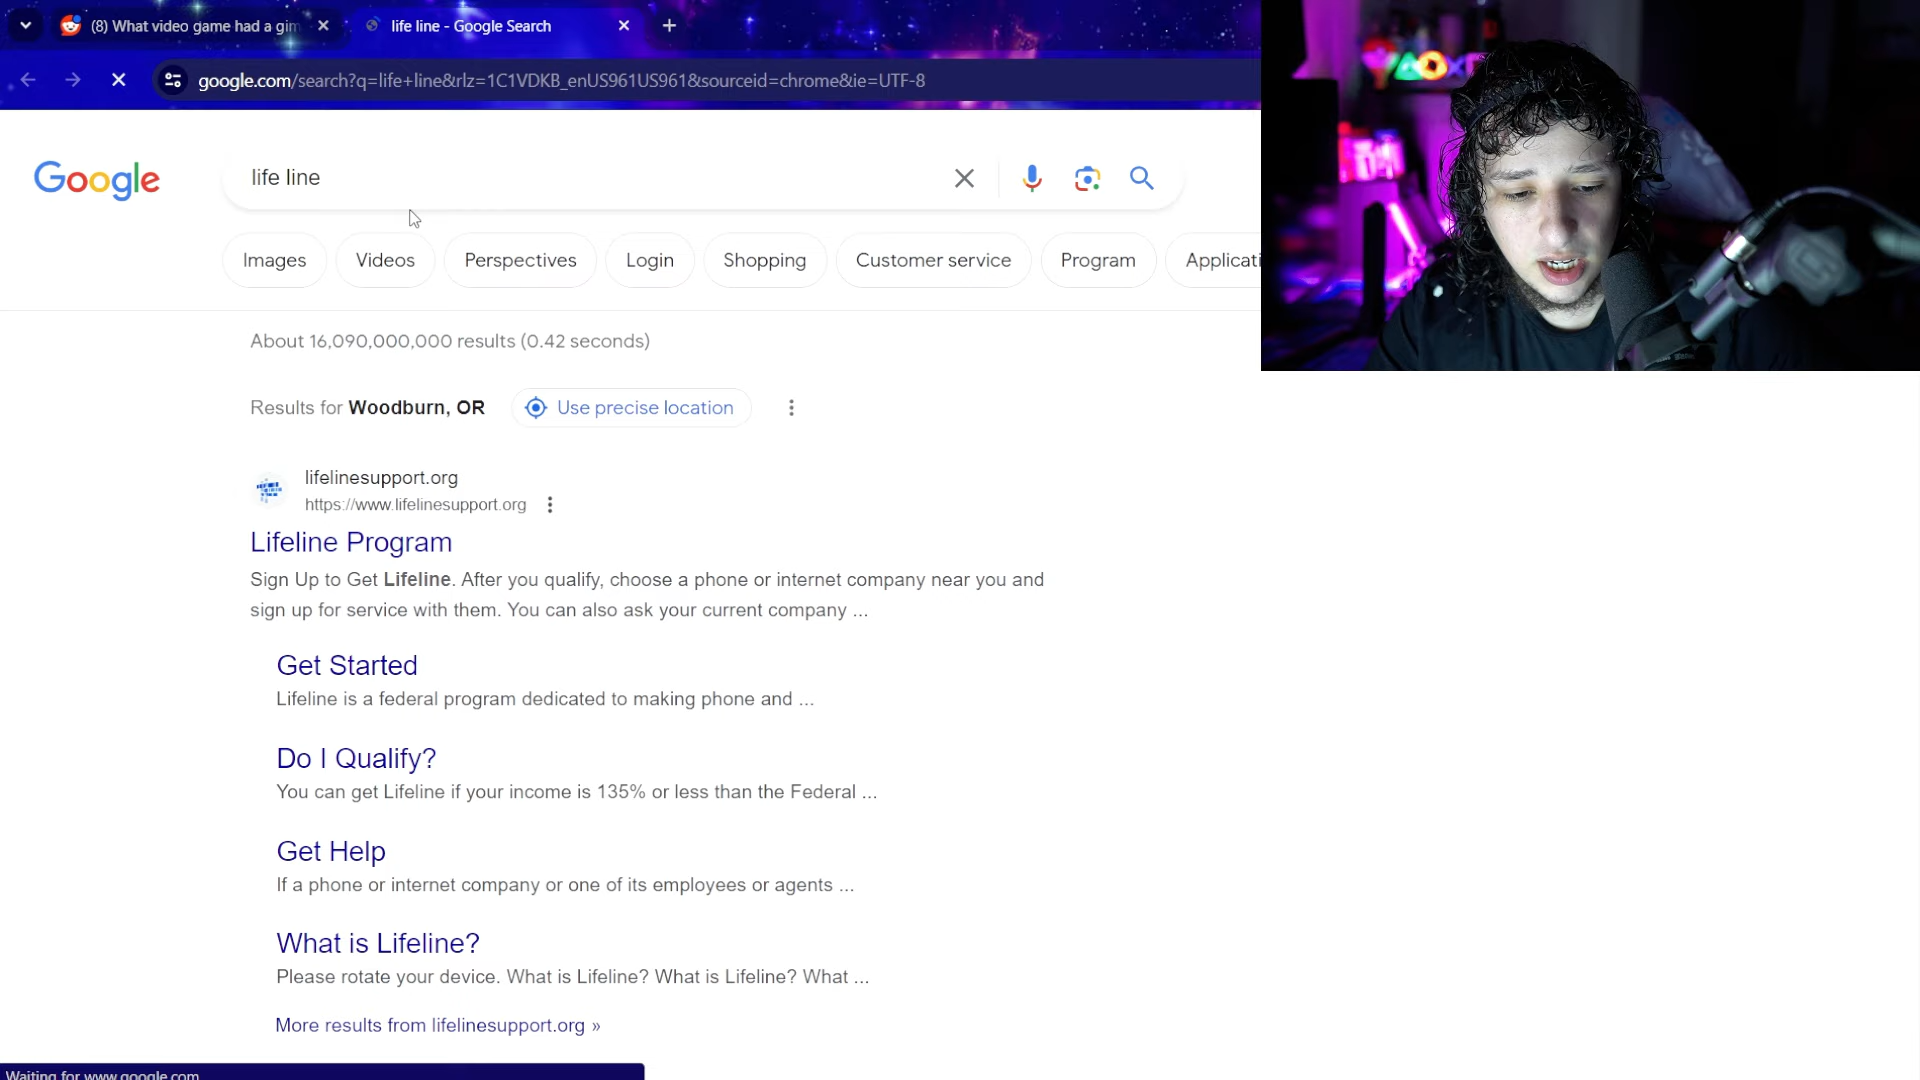 (8) What video game had a gim
life line - Google Search
google.com/search?q=life+line&rlz=1C1VDKB_enUS961US961&sourceid=chrome&ie=UTF-8
Google
life line
Images
Videos
Perspectives
Login
Shopping
Customer service
Program
Applicati
About 16,090,000,000 results (0.42 seconds)
Results for Woodburn, OR
Use precise location
lifelinesupport.org
https://www.lifelinesupport.org
Lifeline Program
Sign Up to Get Lifeline. After you qualify, choose a phone or internet company near you and
sign up for service with them. You can also ask your current company ...
Get Started
Lifeline is a federal program dedicated to making phone and ...
Do I Qualify?
You can get Lifeline if your income is 135% or less than the Federal ...
Get Help
If a phone or internet company or one of its employees or agents ...
What is Lifeline?
Please rotate your device. What is Lifeline? What is Lifeline? What ...
More results from lifelinesupport.org »
Waiting for www.google.com